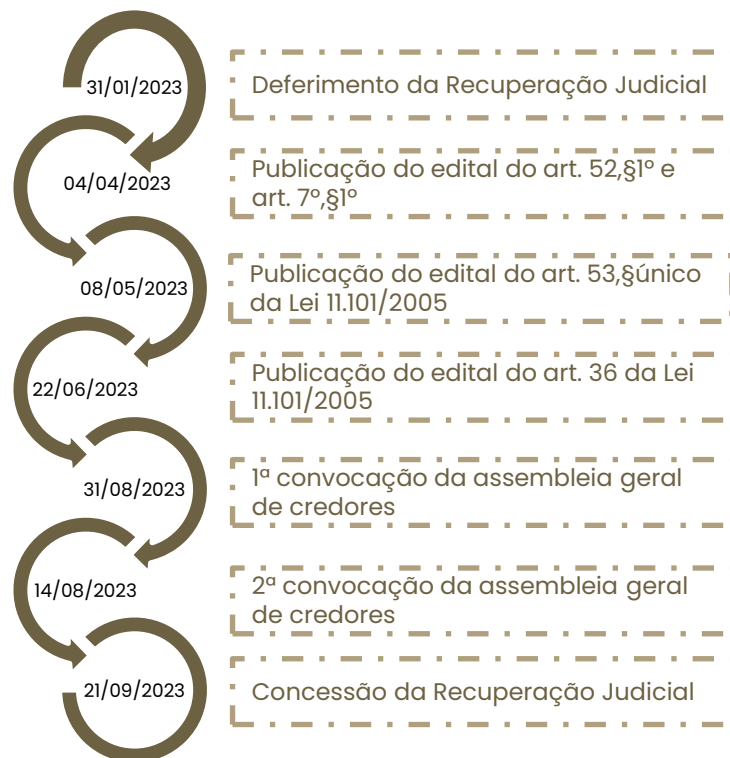 31/01/2023
Deferimento da Recuperação Judicial
04/04/2023
Publicação do edital do art. 52,§1º e
art. 7º,§1º
08/05/2023
Publicação do edital do art. 53,§único
da Lei 11.101/2005
22/06/2023
Publicação do edital do art. 36 da Lei
11.101/2005
31/08/2023
1ª convocação da assembleia geral
de credores
14/08/2023
2ª convocação da assembleia geral
de credores
21/09/2023
Concessão da Recuperação Judicial